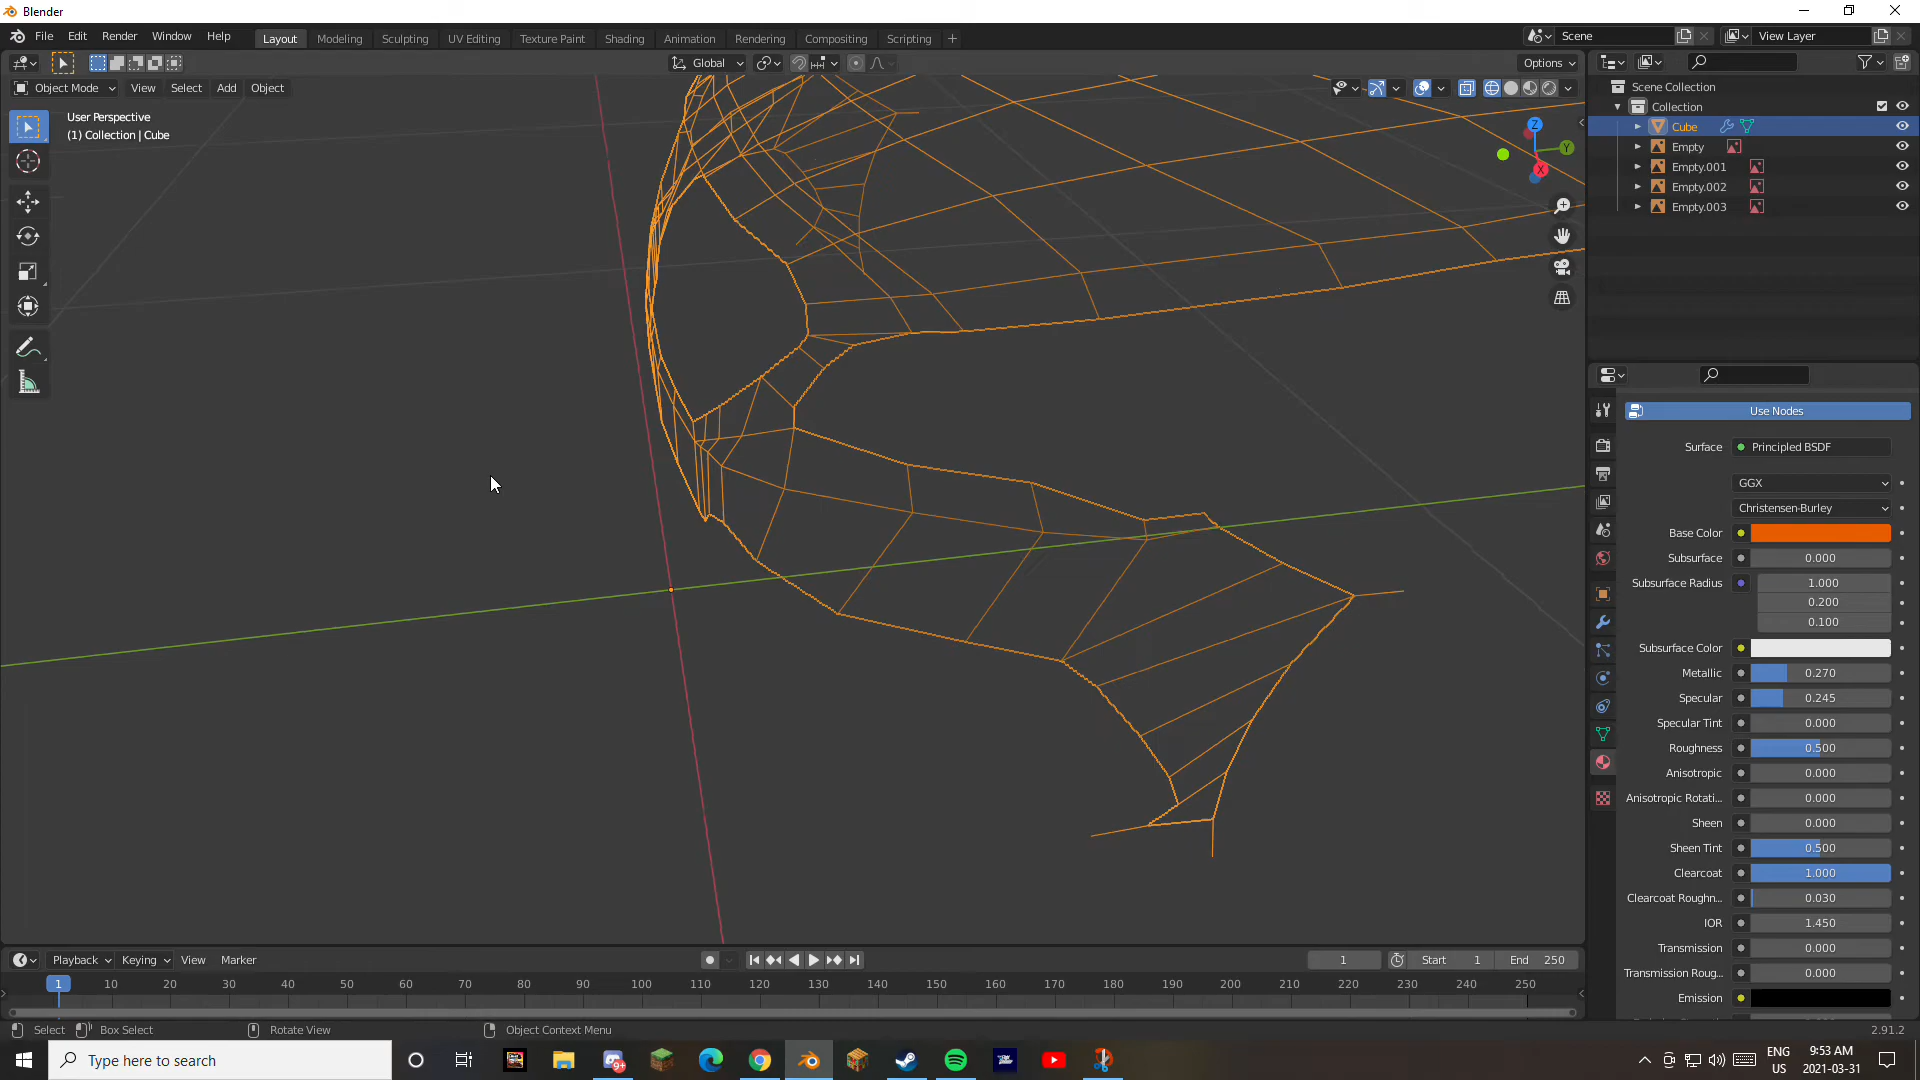 Blender
File Edit Render Window Help
Layout Modeling Sculpting UV Editing Texture Paint Shading Animation Rendering Compositing Scripting +
Scene
View Layer
Global
Options
Object Mode View Select Add Object
User Perspective
(1) Collection | Cube
Z
Y
X
Scene Collection
Collection
Cube
Empty
Empty.001
Empty.002
Empty.003
Use Nodes
Surface Principled BSDF
GGX
Christensen-Burley
Base Color
Subsurface 0.000
Subsurface Radius 1.000
0.200
0.100
Subsurface Color
Metallic 0.270
Specular 0.245
Specular Tint 0.000
Roughness 0.500
Anisotropic 0.000
Anisotropic Rotati... 0.000
Sheen 0.000
Sheen Tint 0.500
Clearcoat 1.000
Clearcoat Roughn... 0.030
IOR 1.450
Transmission 0.000
Transmission Roug... 0.000
Emission
Playback Keying View Marker
1 Start 1 End 250
1 10 20 30 40 50 60 70 80 90 100 110 120 130 140 150 160 170 180 190 200 210 220 230 240 250
Select Box Select Rotate View Object Context Menu 2.91.2
Type here to search
9+
ENG
US
9:53 AM
2021-03-31